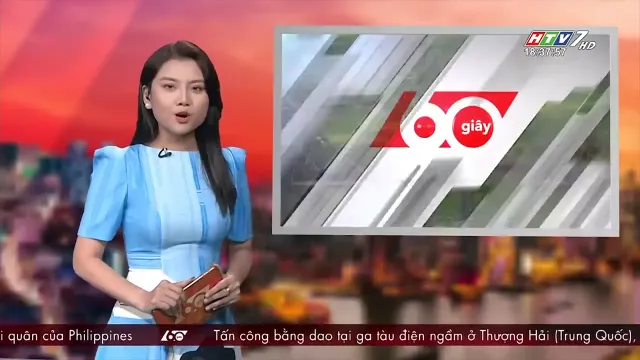 HTV7 HD
18:37:57
60 giây
i quân của Philippines 60 Tấn công bằng dao tại ga tàu điện ngầm ở Thượng Hải (Trung Quốc),